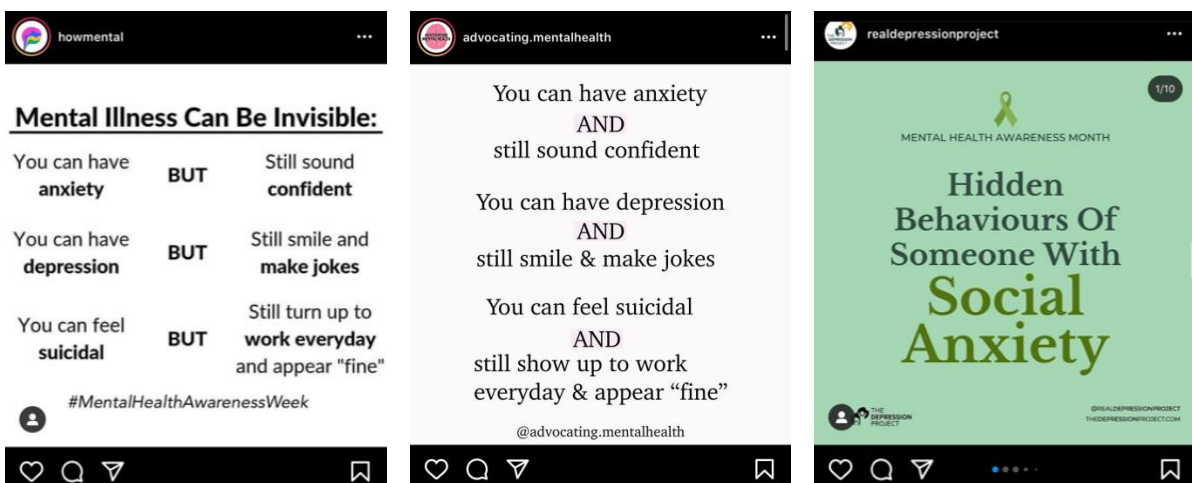 howmental
Mental Illness Can Be Invisible:
You can have
anxiety
BUT
Still sound
confident
You can have
depression
BUT
Still smile and
make jokes
You can feel
suicidal
BUT
Still turn up to
work everyday
and appear "fine"
#MentalHealthAwarenessWeek
advocating.mentalhealth
You can have anxiety
AND
still sound confident
You can have depression
AND
still smile & make jokes
You can feel suicidal
AND
still show up to work
everyday & appear “fine”
@advocating.mentalhealth
realdepressionproject
1/10
MENTAL HEALTH AWARENESS MONTH
Hidden
Behaviours Of
Someone With
Social
Anxiety
THE
DEPRESSION
PROJECT
@REALDEPRESSIONPROJECT
THEDEPRESSIONPROJECT.COM